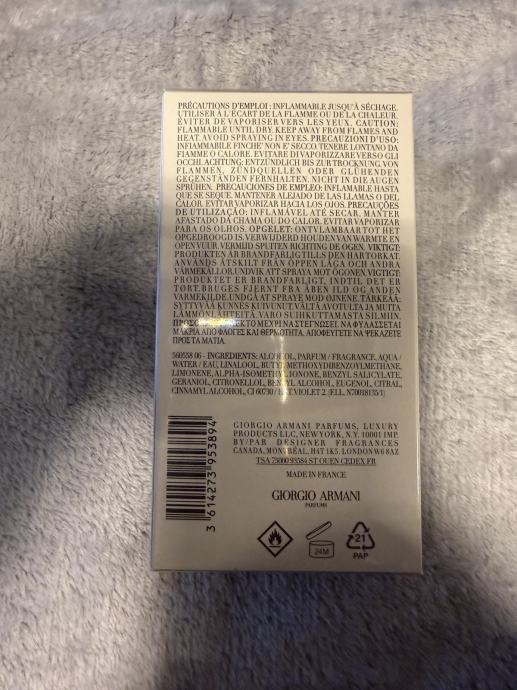 PRÉCAUTIONS D'EMPLOI : INFLAMMABLE JUSQU'À SÉCHAGE.
UTILISER À L'ÉCART DE LA FLAMME OU DE LA CHALEUR.
ÉVITER DE VAPORISER VERS LES YEUX. CAUTION:
FLAMMABLE UNTIL DRY. KEEP AWAY FROM FLAMES AND
HEAT. AVOID SPRAYING IN EYES. PRECAUZIONI D'USO:
INFIAMMABILE FINCHE' NON E' SECCO. TENERE LONTANO DA
FIAMME O CALORE. EVITARE DI VAPORIZZARE VERSO GLI
OCCHI. ACHTUNG: ENTZÜNDLICH BIS ZUR TROCKNUNG, VON
FLAMMEN, ZÜNDQUELLEN ODER GLÜHENDEN
GEGENSTÄNDEN FERNHALTEN. NICHT IN DIE AUGEN
SPRÜHEN. PRECAUCIONES DE EMPLEO: INFLAMABLE HASTA
QUE SE SEQUE. MANTENER ALEJADO DE LAS LLAMAS O DEL
CALOR. EVITAR VAPORIZAR HACIA LOS OJOS. PRECAUÇÕES
DE UTILIZAÇÃO: INFLAMÁVEL ATÉ SECAR. MANTER
AFASTADO DA CHAMA OU DO CALOR. EVITAR VAPORIZAR
PARA OS OLHOS. OPGELET: ONTVLAMBAAR TOT HET
OPGEDROOGD IS. VERWIJDERD HOUDEN VAN WARMTE EN
OPEN VUUR. VERMIJD SPUITEN RICHTING DE OGEN. VIKTIGT:
PRODUKTEN ÄR BRANDFARLIG TILLS DEN HAR TORKAT.
ANVÄNDS ÅTSKILT FRÅN ÖPPEN LÅGA OCH ANDRA
VÄRMEKÄLLOR. UNDVIK ATT SPRAYA MOT ÖGONEN. VIGTIGT:
PRODUKTET ER BRANDFARLIGT, INDTIL DET ER
TØRT. BRUGES FJERNT FRA ÅBEN ILD OG ANDEN
VARMEKILDE. UNDGÅ AT SPRAYE MOD ØJNENE. TÄRKEÄÄ:
SYTTYVÄÄ KUNNES KUIVUNUT. VÄLTÄ AVOTULTA JA MUITA
LÄMMÖNLÄHTEITÄ. VARO SUIHKUTTAMASTA SILMIIN.
ΠΡΟΣΟΧΗ: ΕΥΦΛΕΚΤΟ ΜΕΧΡΙ ΝΑ ΣΤΕΓΝΩΣΕΙ. ΝΑ ΦΥΛΑΣΣΕΤΑΙ
ΜΑΚΡΙΑ ΑΠΟ ΦΛΟΓΕΣ ΚΑΙ ΘΕΡΜΟΤΗΤΑ. ΑΠΟΦΕΥΓΕΤΕ ΝΑ ΨΕΚΑΖΕΤΕ
ΠΡΟΣ ΤΑ ΜΑΤΙΑ.
560558 06 - INGREDIENTS: ALCOHOL, PARFUM / FRAGRANCE, AQUA /
WATER / EAU, LINALOOL, BUTYL METHOXYDIBENZOYLMETHANE,
LIMONENE, ALPHA-ISOMETHYL IONONE, BENZYL SALICYLATE,
GERANIOL, CITRONELLOL, BENZYL ALCOHOL, EUGENOL, CITRAL,
CINNAMYL ALCOHOL, CI 60730 / EXT. VIOLET 2 (F.I.L. N70018135/1)
GIORGIO ARMANI PARFUMS, LUXURY
PRODUCTS LLC, NEW YORK, N.Y. 10001 IMP.
BY/PAR DESIGNER FRAGRANCES
CANADA, MONTRÉAL, H4T 1K5. LONDON W6 8AZ
TSA 75000 93584 ST OUEN CEDEX FR
MADE IN FRANCE
GIORGIO ARMANI
PARFUMS
3 614273 953894
24M
21
PAP